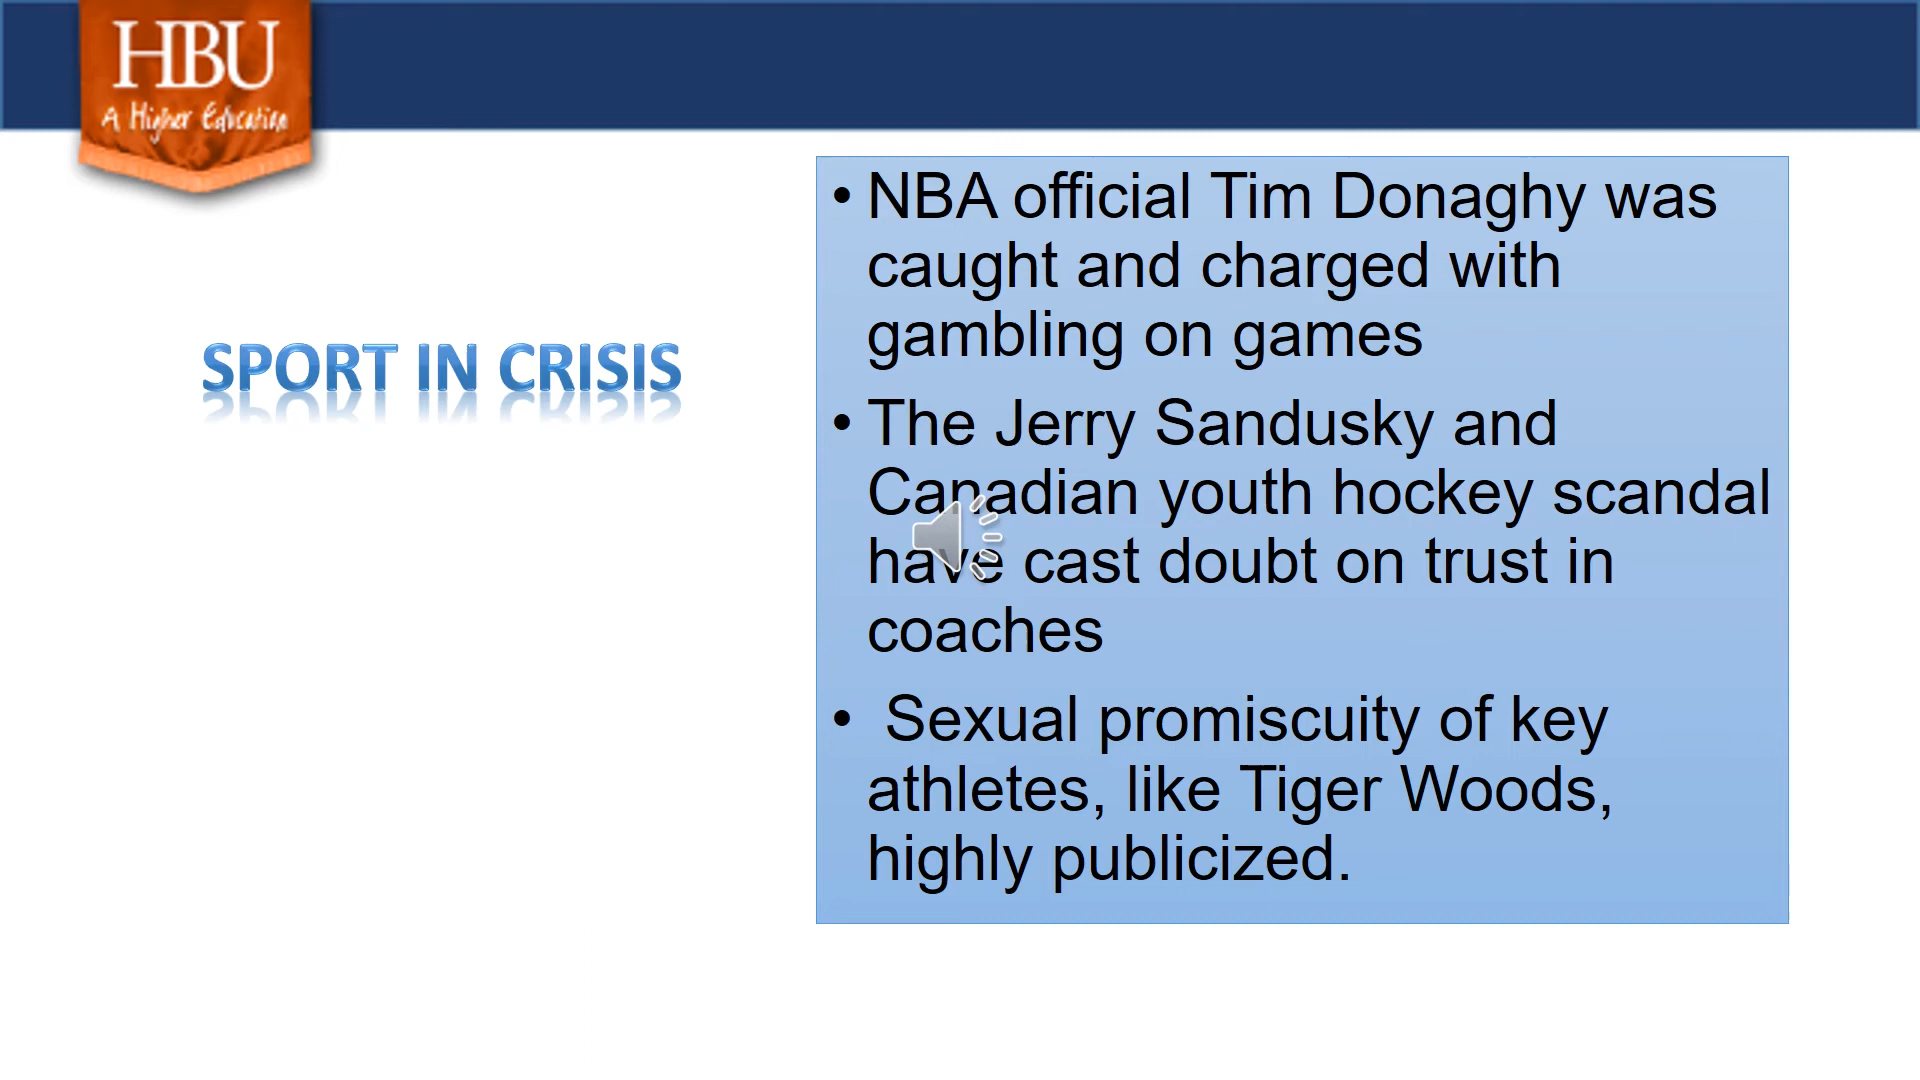 HBU
A Higher Education
SPORT IN CRISIS
• NBA official Tim Donaghy was
caught and charged with
gambling on games
• The Jerry Sandusky and
Canadian youth hockey scandal
have cast doubt on trust in
coaches
• Sexual promiscuity of key
athletes, like Tiger Woods,
highly publicized.